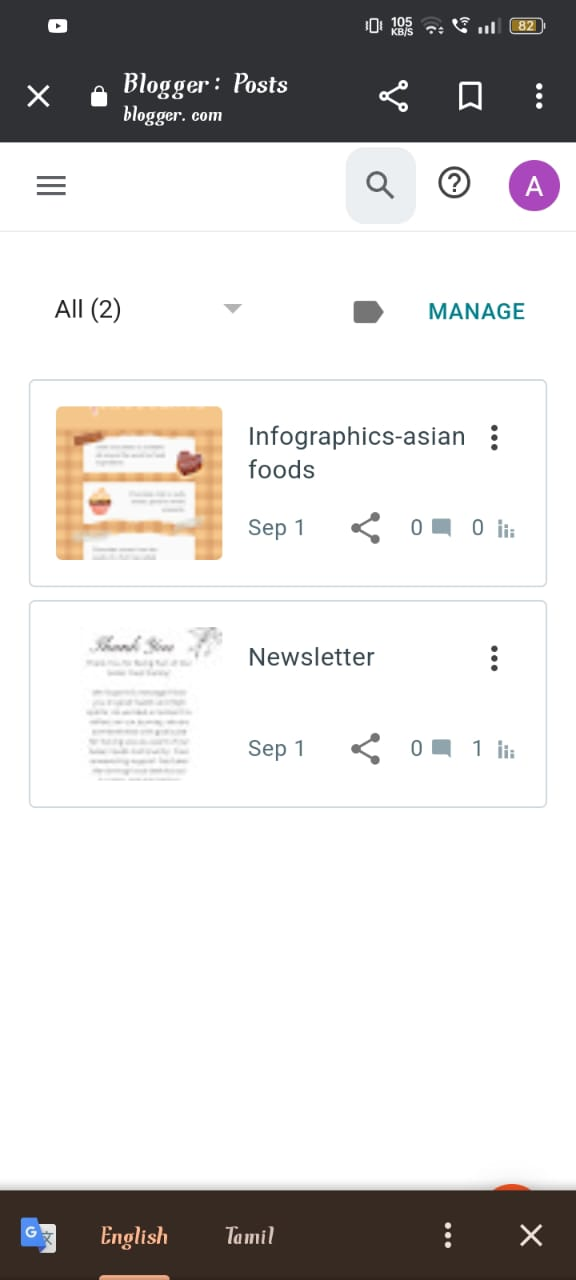 105
KB/S
82
Blogger: Posts
blogger.com
A
All (2)
MANAGE
Infographics-asian
foods
Sep 1
0
0
Thank You
Newsletter
Sep 1
0
1
English
Tamil